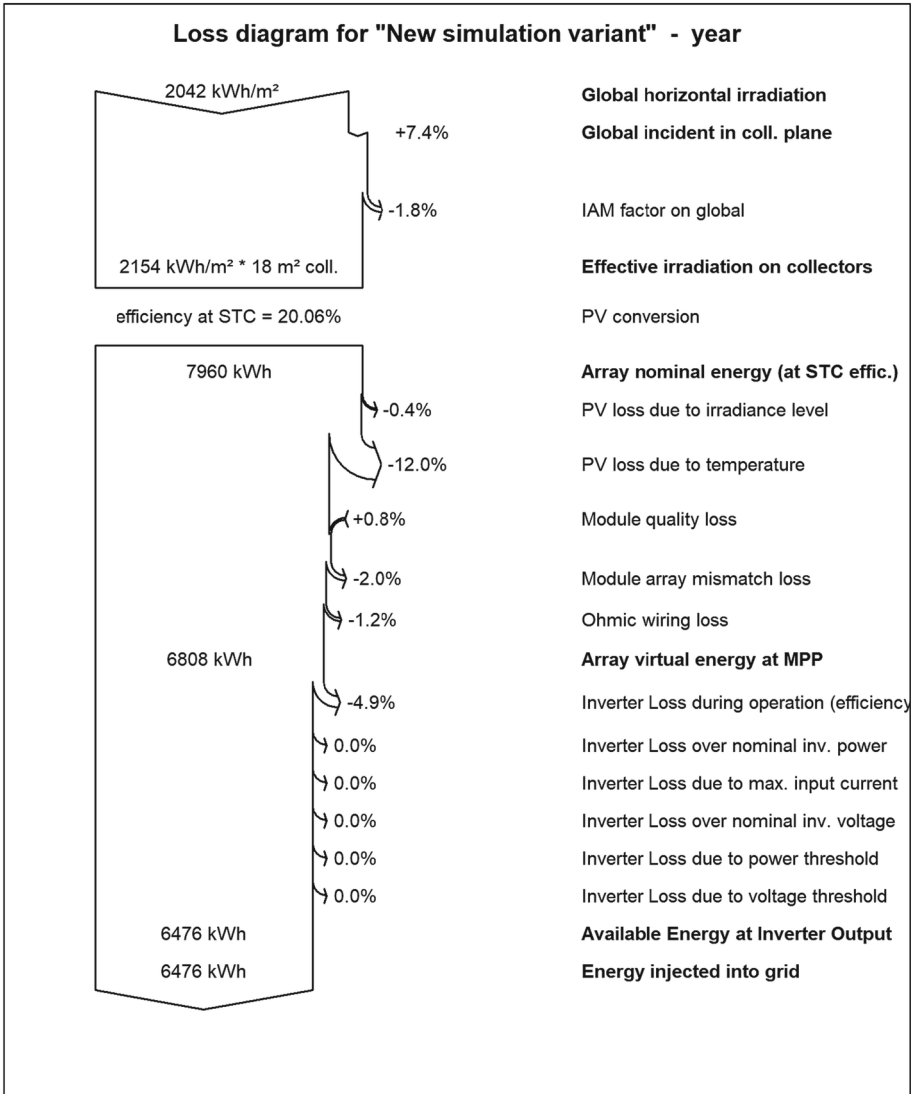 Loss diagram for "New simulation variant" - year
2042 kWh/m² Global horizontal irradiation
+7.4% Global incident in coll. plane
-1.8% IAM factor on global
2154 kWh/m² * 18 m² coll. Effective irradiation on collectors
efficiency at STC = 20.06% PV conversion
7960 kWh Array nominal energy (at STC effic.)
-0.4% PV loss due to irradiance level
-12.0% PV loss due to temperature
+0.8% Module quality loss
-2.0% Module array mismatch loss
-1.2% Ohmic wiring loss
6808 kWh Array virtual energy at MPP
-4.9% Inverter Loss during operation (efficiency
0.0% Inverter Loss over nominal inv. power
0.0% Inverter Loss due to max. input current
0.0% Inverter Loss over nominal inv. voltage
0.0% Inverter Loss due to power threshold
0.0% Inverter Loss due to voltage threshold
6476 kWh Available Energy at Inverter Output
6476 kWh Energy injected into grid